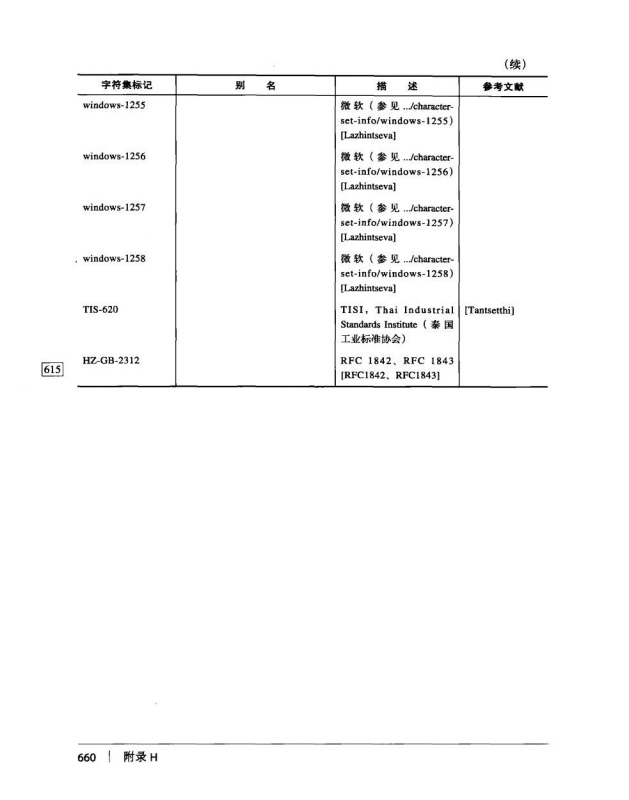 （续）
字符集标记 别 名 描 述 参考文献
windows-1255 微软（参见 .../character-
set-info/windows-1255）
[Lazhintseva]
windows-1256 微软（参见 .../character-
set-info/windows-1256）
[Lazhintseva]
windows-1257 微软（参见 .../character-
set-info/windows-1257）
[Lazhintseva]
windows-1258 微软（参见 .../character-
set-info/windows-1258）
[Lazhintseva]
TIS-620 TISI，Thai Industrial [Tantsetthi]
Standards Institute（泰国
工业标准协会）
HZ-GB-2312 RFC 1842、RFC 1843
615 [RFC1842、RFC1843]
660 | 附录 H